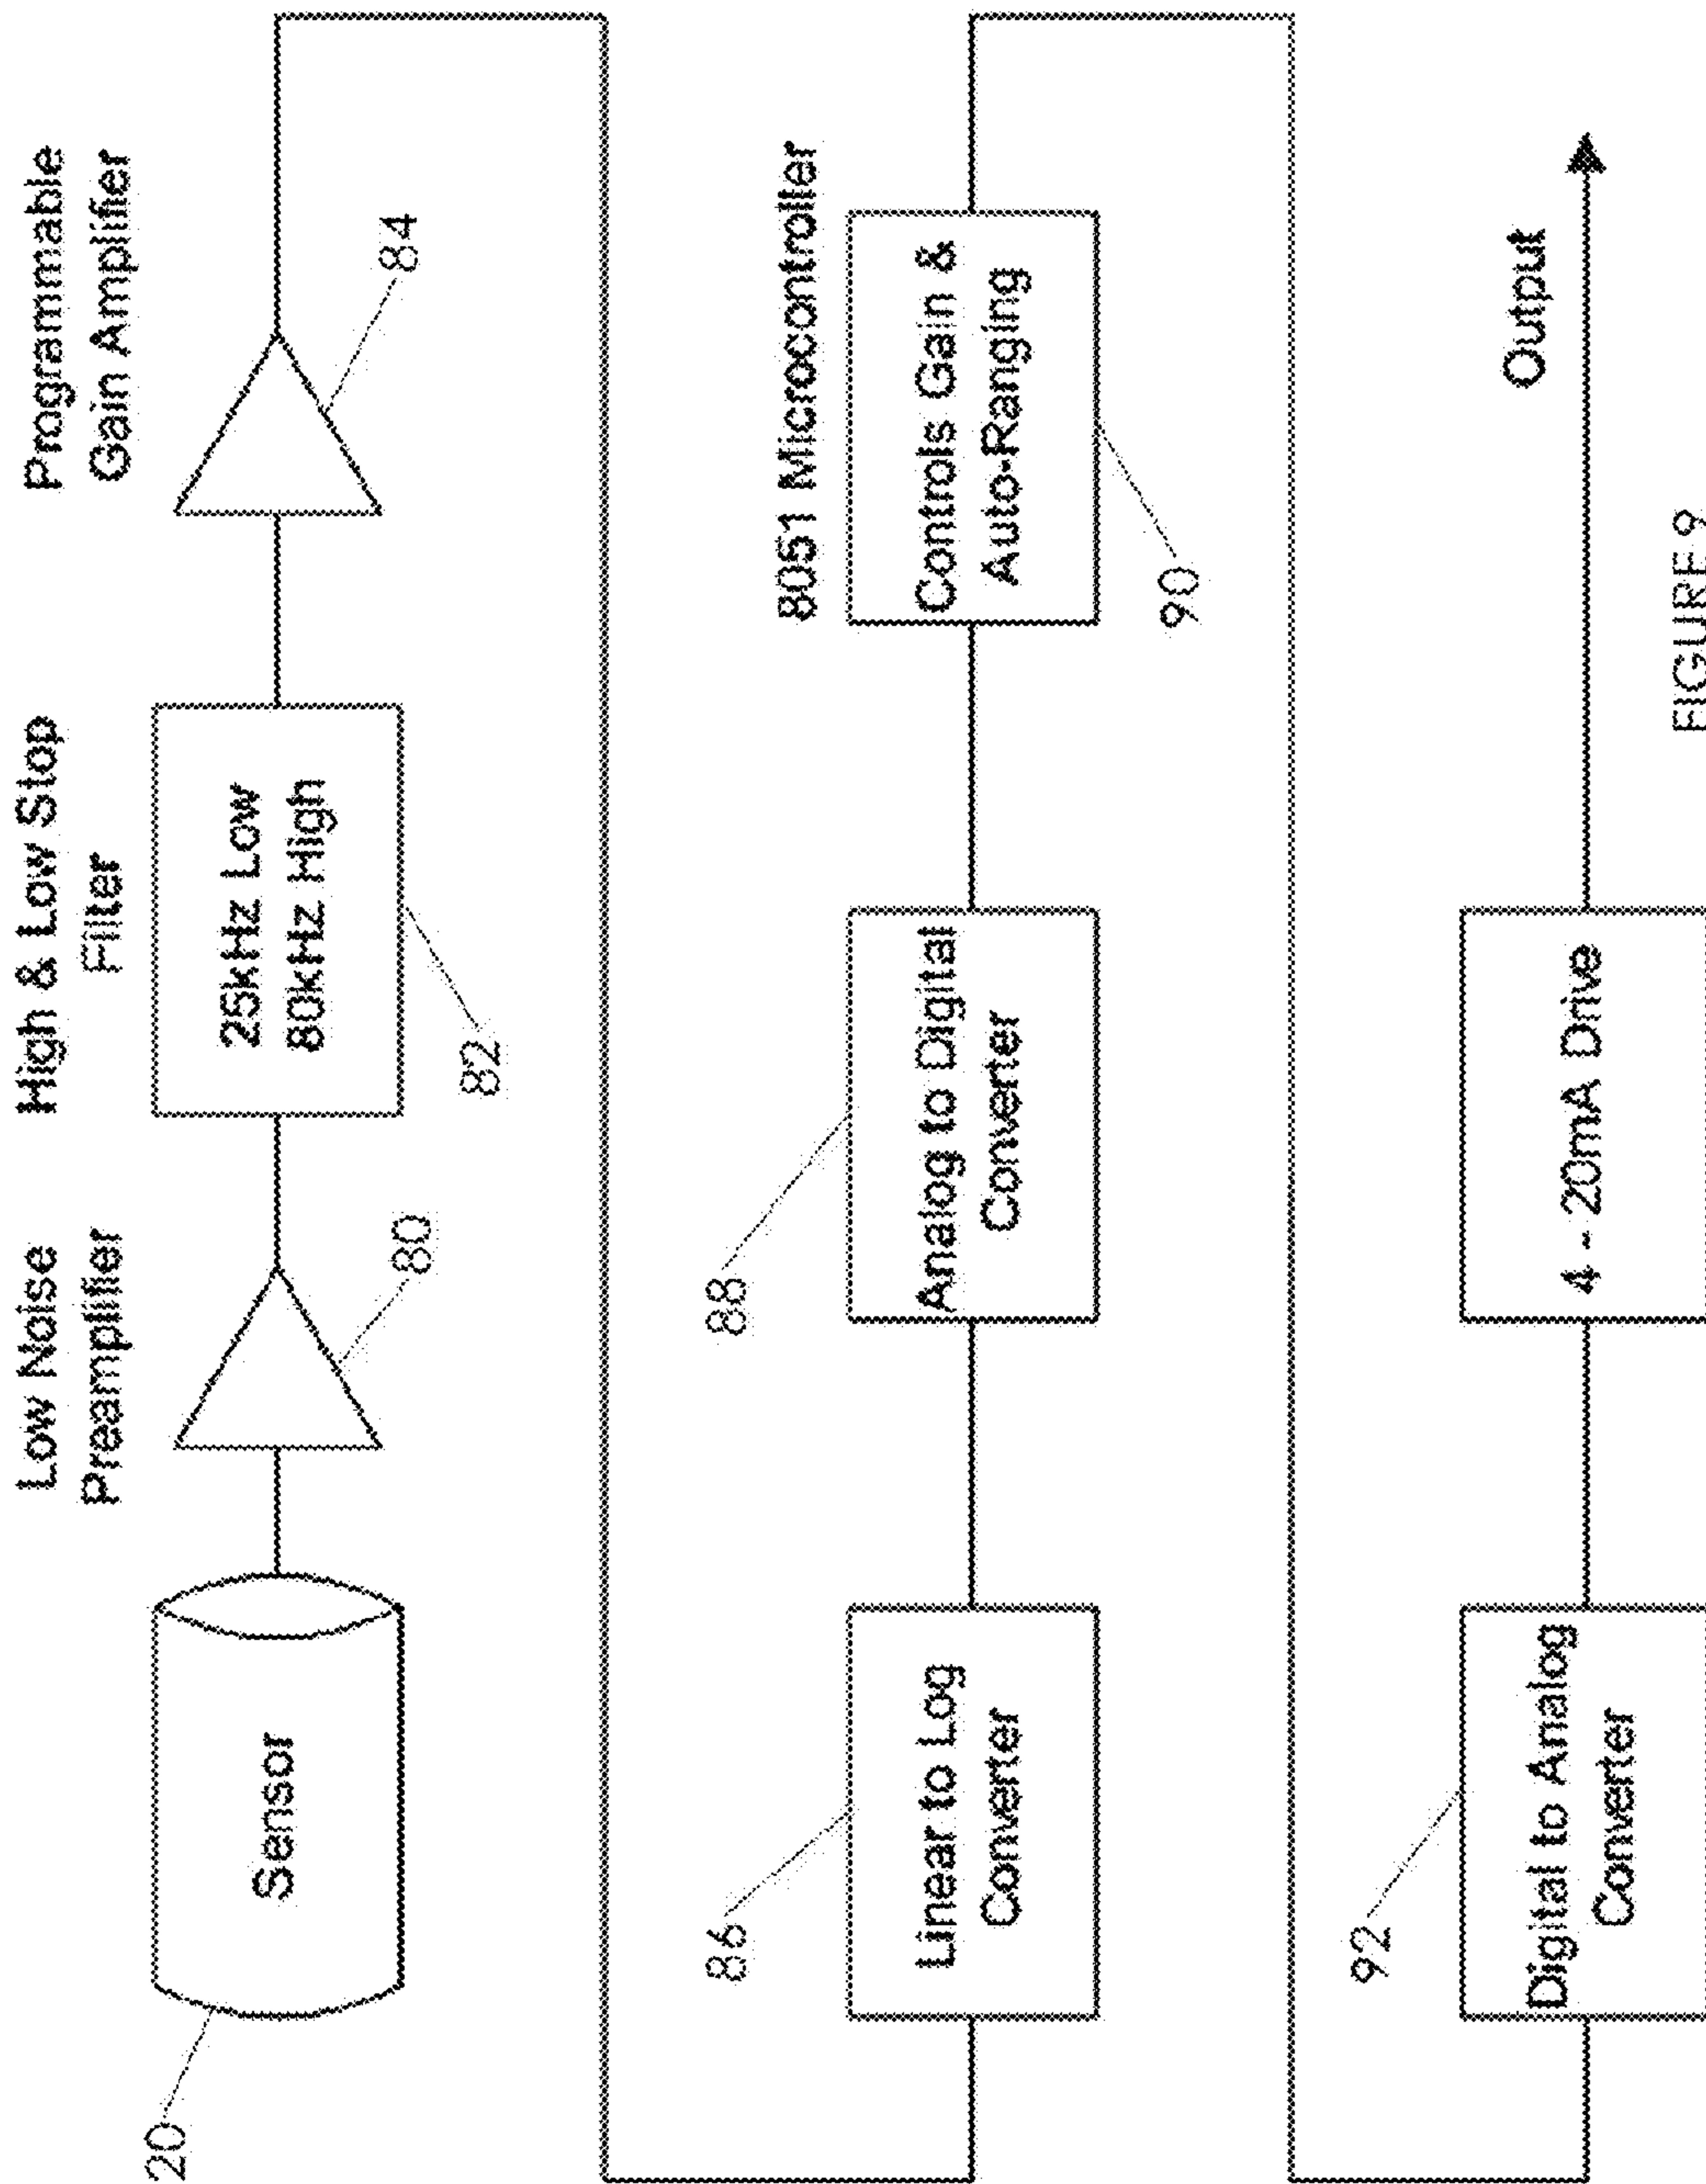 Low Noise
Preamplifier
High & Low Stop
Filter
Programmable
Gain Amplifier
Sensor
25kHz Low
80kHz High
20
80
82
84
8051 Microcontroller
86
88
Linear to Log
Converter
Analog to Digital
Converter
Controls Gain &
Auto-Ranging
90
92
Output
Digital to Analog
Converter
4 - 20mA Drive
FIGURE 9